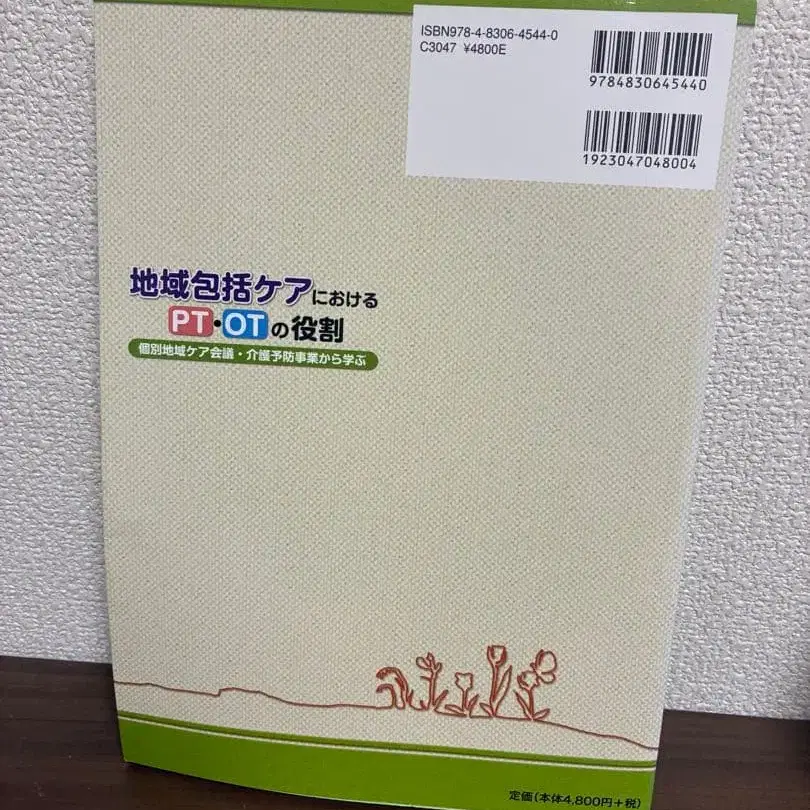 ISBN978-4-8306-4544-0
C3047 ¥4800E
9784830645440
1923047048004
地域包括ケアにおける
PT・OTの役割
個別地域ケア会議・介護予防事業から学ぶ
定価(本体4,800円+税)